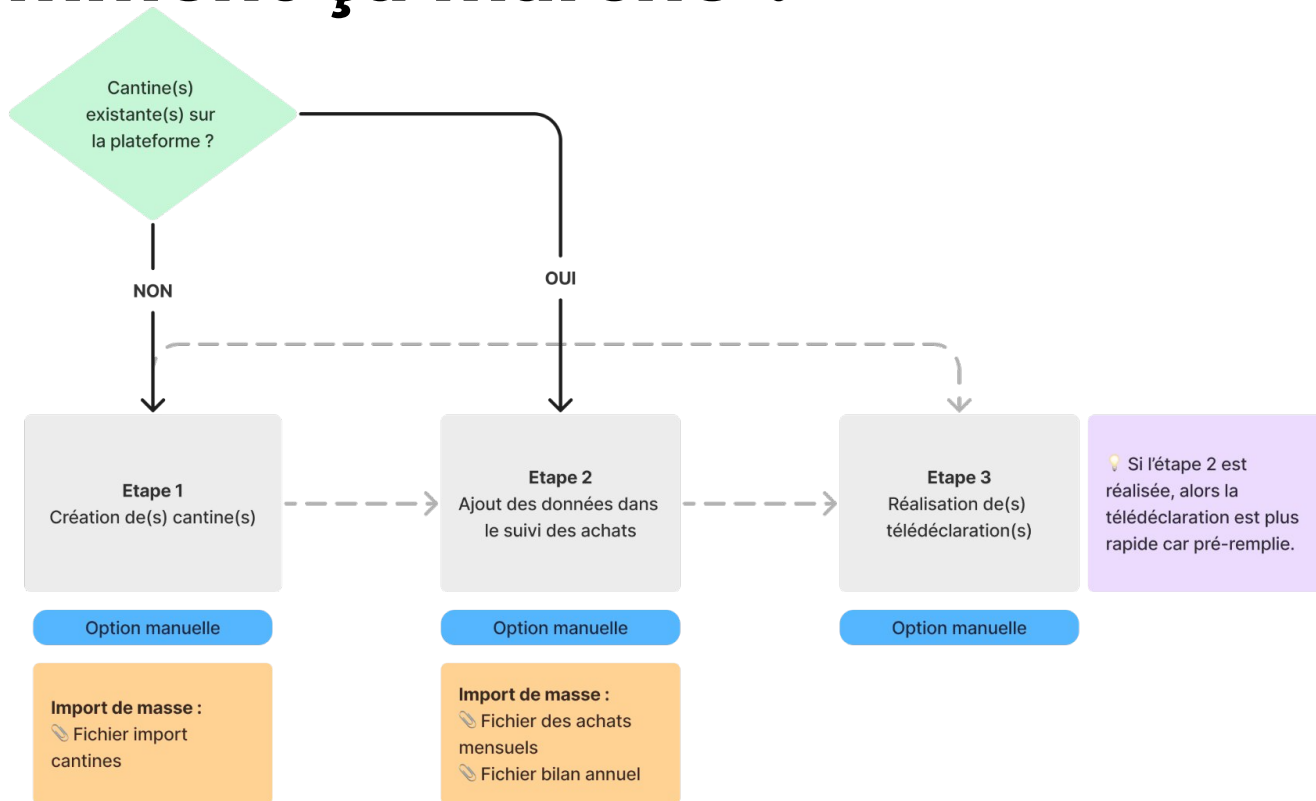 ça marche ?
Cantine(s)
existante(s) sur
la plateforme ?
OUI
NON
Etape 1
Création de(s) cantine(s)
Etape 2
Ajout des données dans
le suivi des achats
Etape 3
Réalisation de(s)
télédéclaration(s)
💡 Si l’étape 2 est
réalisée, alors la
télédéclaration est plus
rapide car pré-remplie.
Option manuelle
Option manuelle
Option manuelle
Import de masse :
📎 Fichier import
cantines
Import de masse :
📎 Fichier des achats
mensuels
📎 Fichier bilan annuel